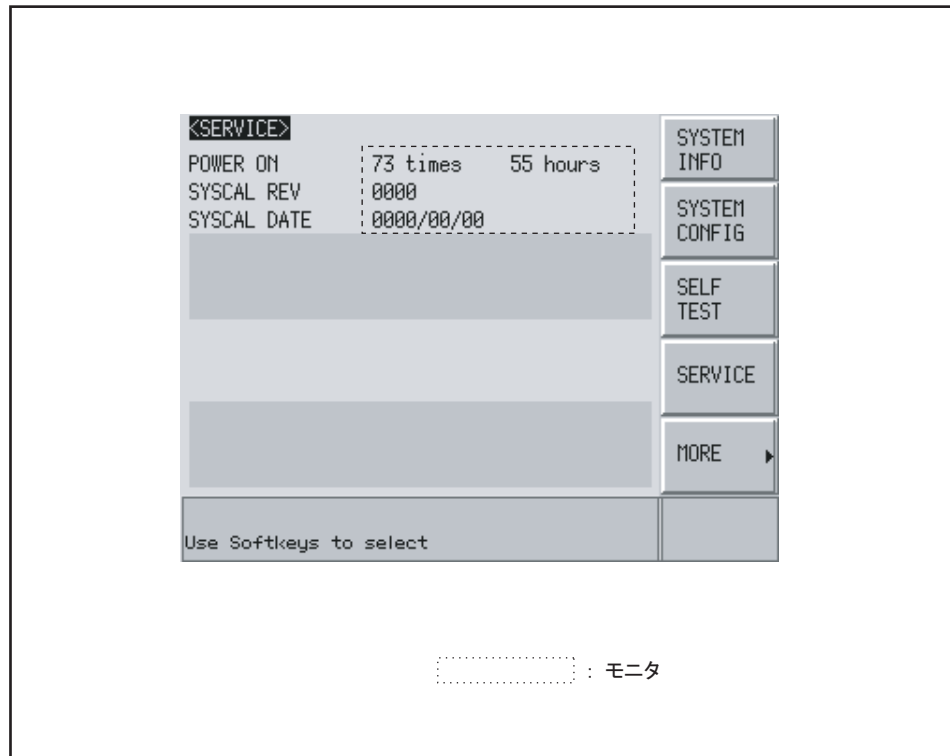 <SERVICE>
POWER ON 73 times 55 hours
SYSCAL REV 0000
SYSCAL DATE 0000/00/00
SYSTEM
INFO
SYSTEM
CONFIG
SELF
TEST
SERVICE
MORE
Use Softkeys to select
: モニタ